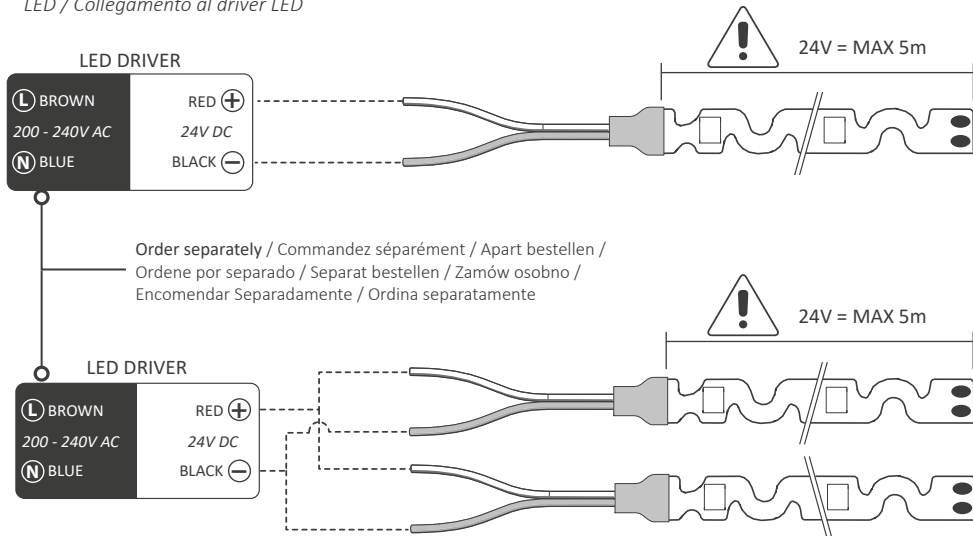 LED / Collegamento al driver LED
24V = MAX 5m
LED DRIVER
L BROWN
RED +
200 - 240V AC
24V DC
N BLUE
BLACK −
Order separately / Commandez séparément / Apart bestellen /
Ordene por separado / Separat bestellen / Zamów osobno /
Encomendar Separadamente / Ordina separatamente
24V = MAX 5m
LED DRIVER
L BROWN
RED +
200 - 240V AC
24V DC
N BLUE
BLACK −